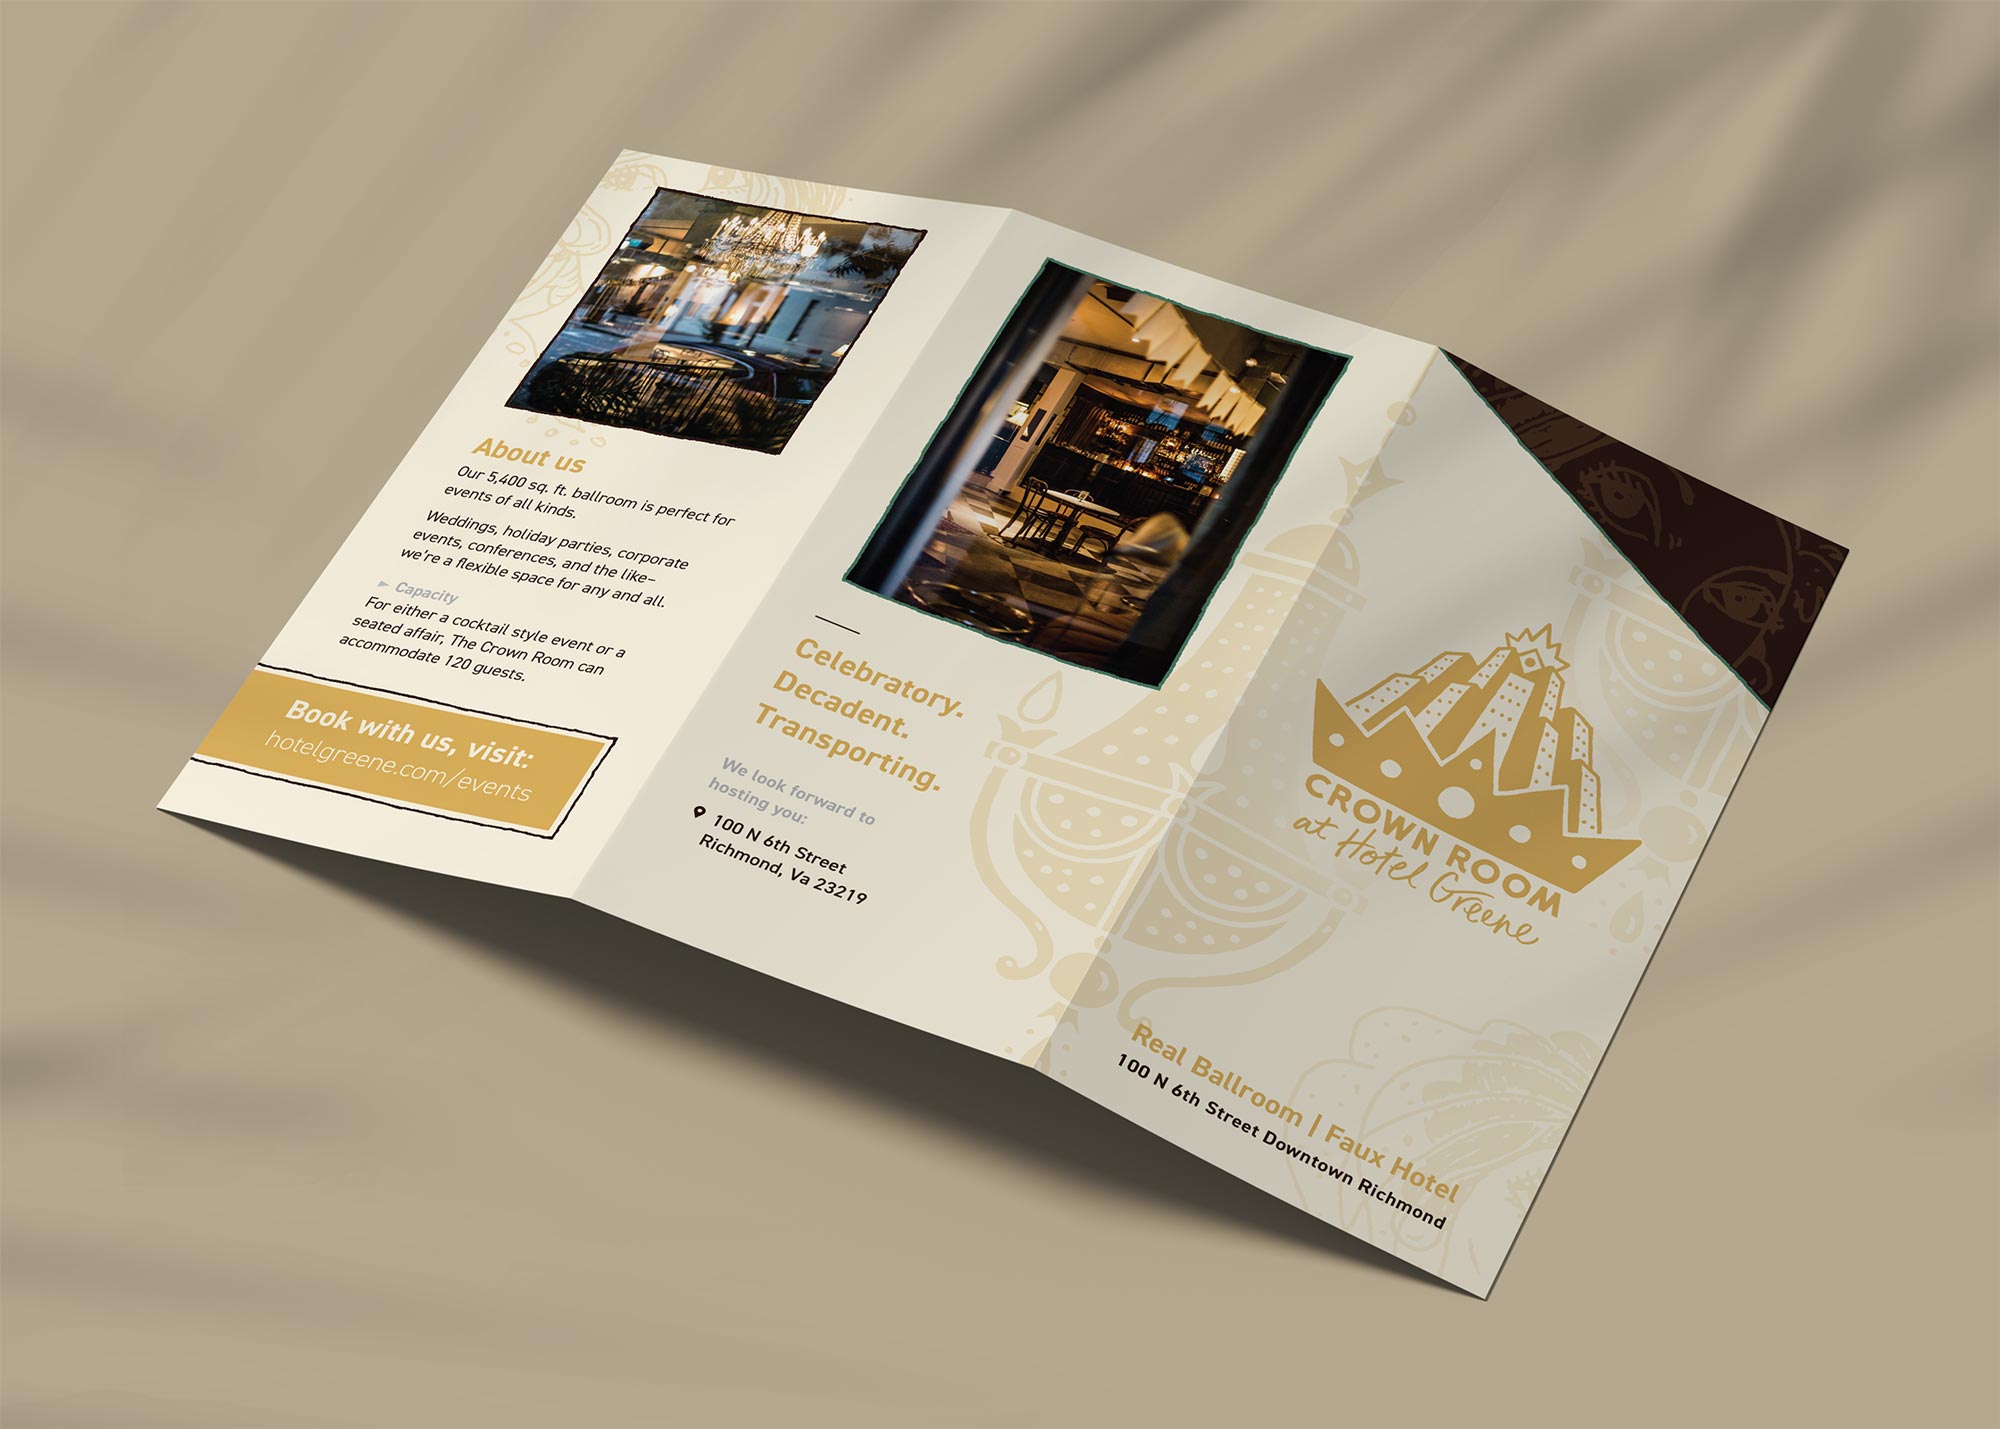 About us
Our 5,400 sq. ft. ballroom is perfect for
events of all kinds.
Weddings, holiday parties, corporate
events, conferences, and the like–
we're a flexible space for any and all.
Capacity
For either a cocktail style event or a
seated affair, The Crown Room can
accommodate 120 guests.
Book with us, visit:
hotelgreene.com/events
Celebratory.
Decadent.
Transporting.
We look forward to
hosting you:
100 N 6th Street
Richmond, Va 23219
CROWN ROOM
at Hotel Greene
Real Ballroom | Faux Hotel
100 N 6th Street Downtown Richmond